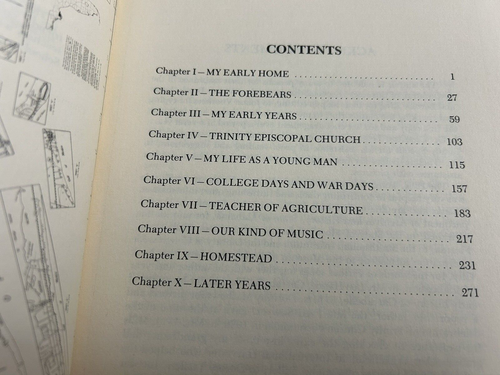 CONTENTS
Chapter I—MY EARLY HOME .............................. 1
Chapter II—THE FOREBEARS .............................. 27
Chapter III—MY EARLY YEARS .............................. 59
Chapter IV—TRINITY EPISCOPAL CHURCH .................. 103
Chapter V—MY LIFE AS A YOUNG MAN .................... 115
Chapter VI—COLLEGE DAYS AND WAR DAYS ................ 157
Chapter VII—TEACHER OF AGRICULTURE .................. 183
Chapter VIII—OUR KIND OF MUSIC ........................ 217
Chapter IX—HOMESTEAD .................................. 231
Chapter X—LATER YEARS .................................. 271